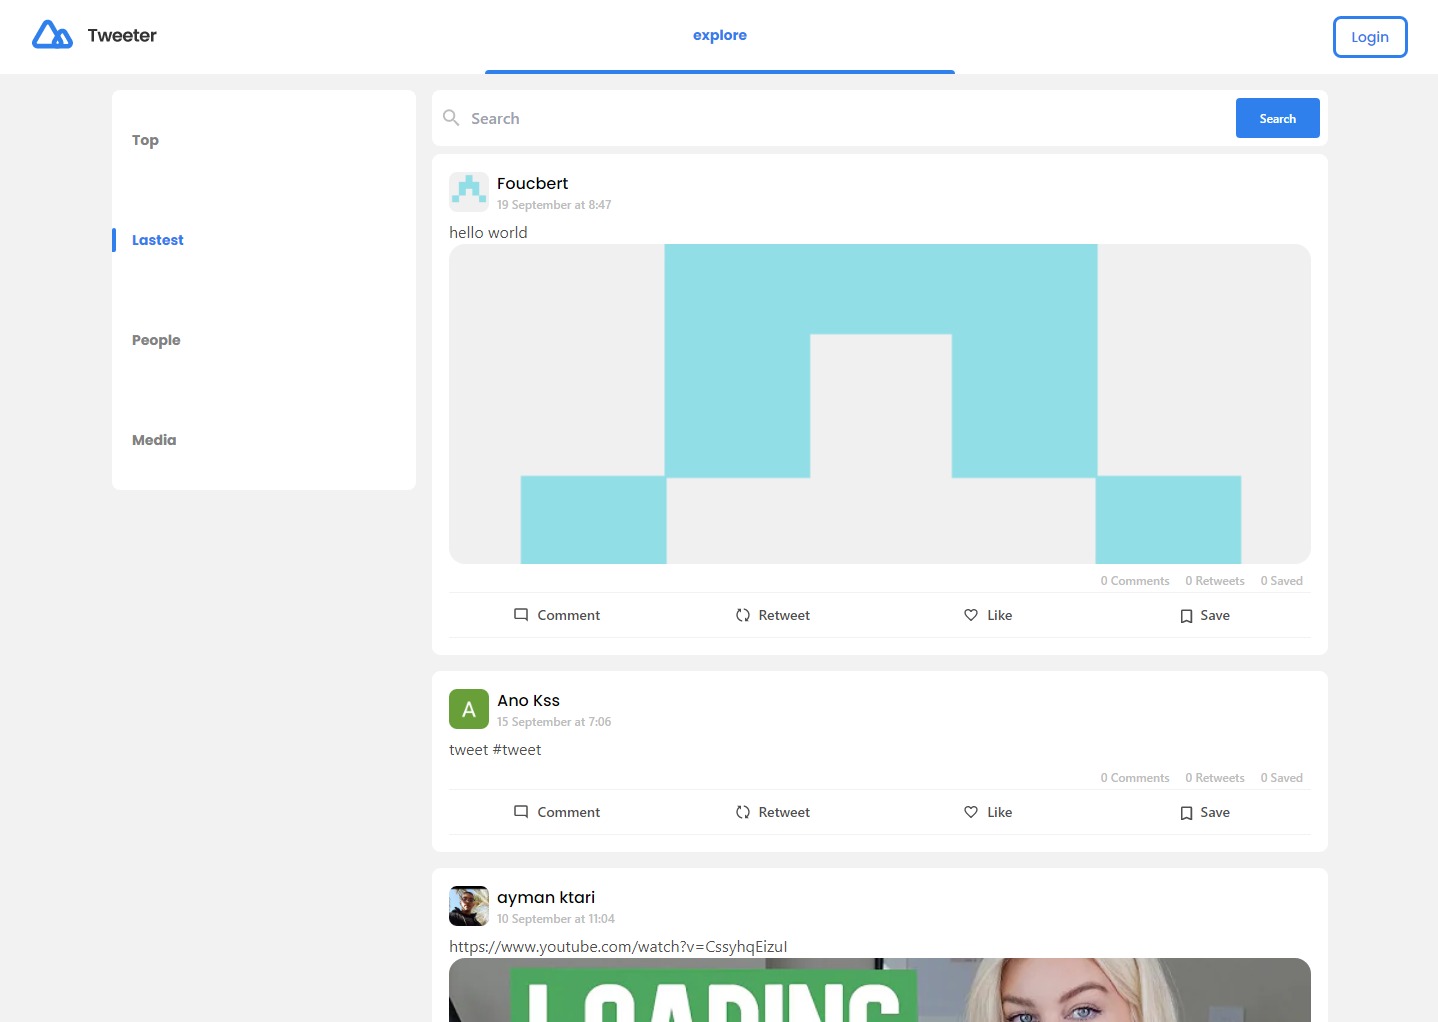 Tweeter
explore
Login
Top
Lastest
People
Media
Search
Search
Foucbert
19 September at 8:47
hello world
0 Comments 0 Retweets 0 Saved
Comment Retweet Like Save
A
Ano Kss
15 September at 7:06
tweet #tweet
0 Comments 0 Retweets 0 Saved
Comment Retweet Like Save
ayman ktari
10 September at 11:04
https://www.youtube.com/watch?v=CssyhqEizuI
LOADING